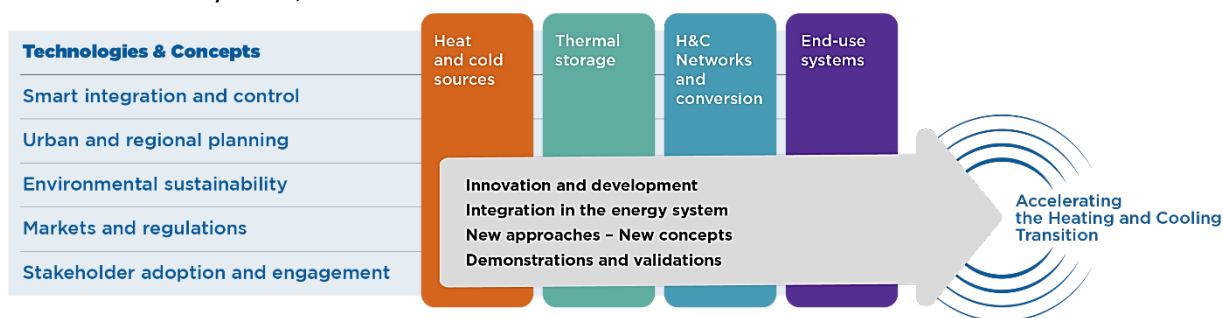 Technologies & Concepts
Smart integration and control
Urban and regional planning
Environmental sustainability
Markets and regulations
Stakeholder adoption and engagement
Heat
and cold
sources
Thermal
storage
H&C
Networks
and
conversion
End-use
systems
Innovation and development
Integration in the energy system
New approaches – New concepts
Demonstrations and validations
Accelerating
the Heating and Cooling
Transition